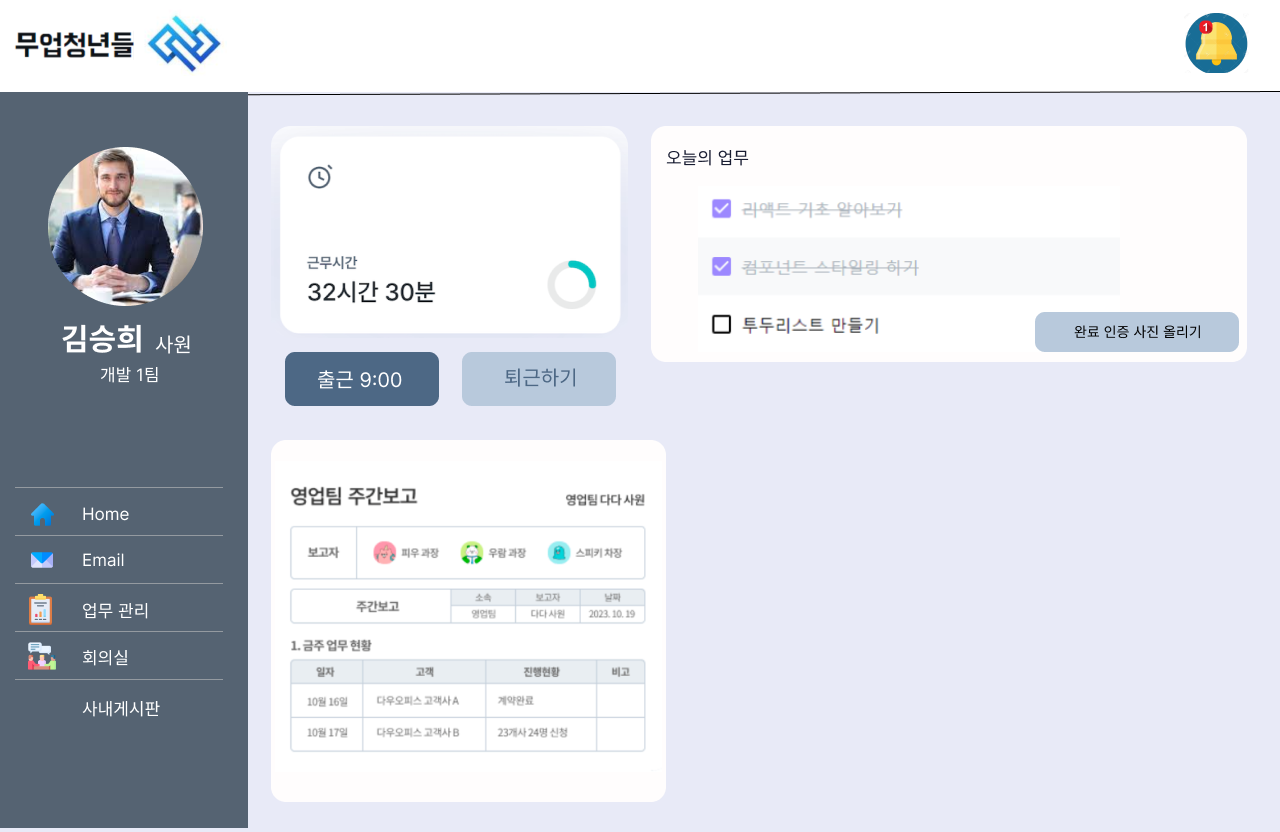 무업청년들
1
김승희 사원
개발 1팀
Home
Email
업무 관리
회의실
사내게시판
근무시간
32시간 30분
출근 9:00
퇴근하기
오늘의 업무
리액트 기초 알아보기
컴포넌트 스타일링 하기
투두리스트 만들기
완료 인증 사진 올리기
영업팀 주간보고
영업팀 다다 사원
보고자 피우 과장 우람 과장 스피키 차장
주간보고 소속 보고자 날짜
영업팀 다다 사원 2023. 10. 19
1. 금주 업무 현황
일자 고객 진행현황 비고
10월 16일 다우오피스 고객사 A 계약완료
10월 17일 다우오피스 고객사 B 23개사 24명 신청